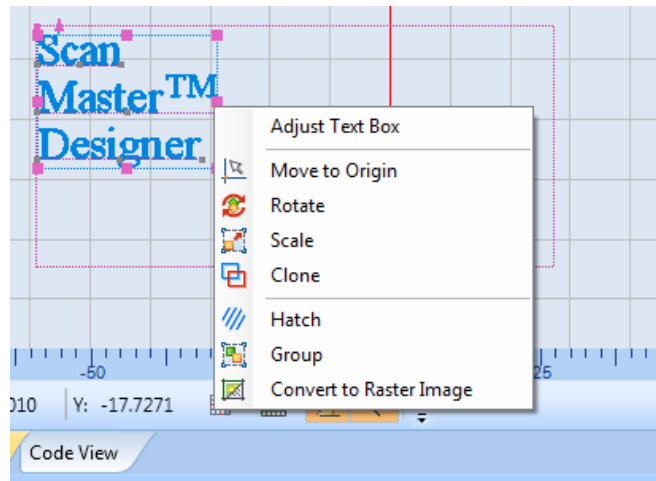 Scan
Master™
Designer
Adjust Text Box
Move to Origin
Rotate
Scale
Clone
Hatch
Group
Convert to Raster Image
-50
25
010 Y: -17.7271
Code View